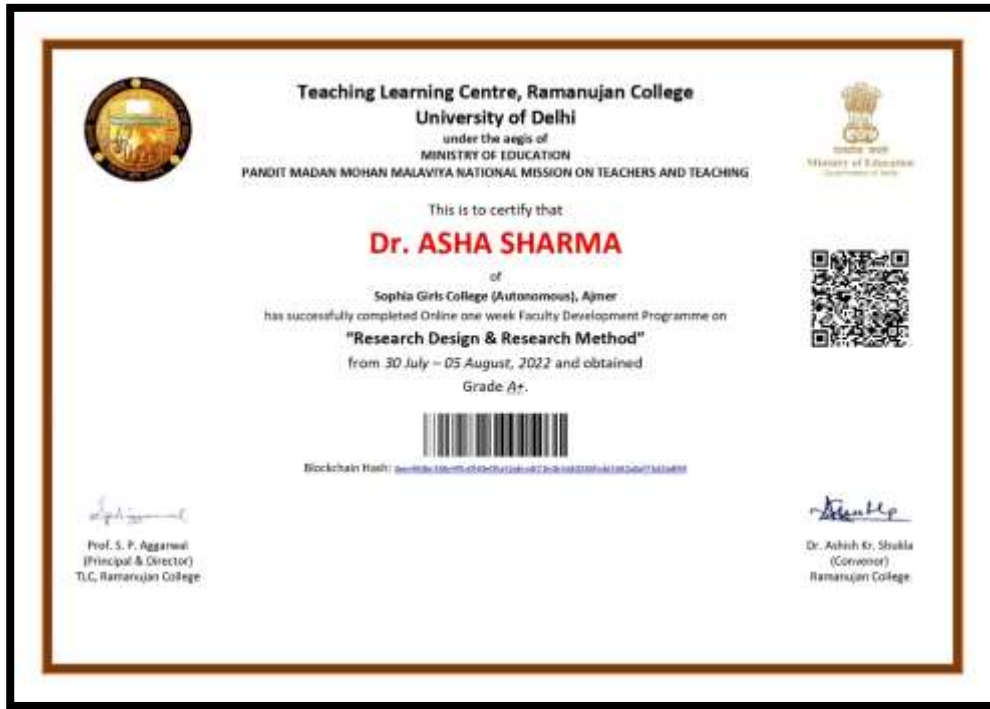 Teaching Learning Centre, Ramanujan College
University of Delhi
under the aegis of
MINISTRY OF EDUCATION
PANDIT MADAN MOHAN MALAVIYA NATIONAL MISSION ON TEACHERS AND TEACHING
Ministry of Education
Government of India
This is to certify that
Dr. ASHA SHARMA
of
Sophia Girls College (Autonomous), Ajmer
has successfully completed Online one week Faculty Development Programme on
"Research Design & Research Method"
from 30 July – 05 August, 2022 and obtained
Grade A+.
Blockchain Hash:
Prof. S. P. Aggarwal
(Principal & Director)
TLC, Ramanujan College
Dr. Ashish Kr. Shukla
(Convenor)
Ramanujan College